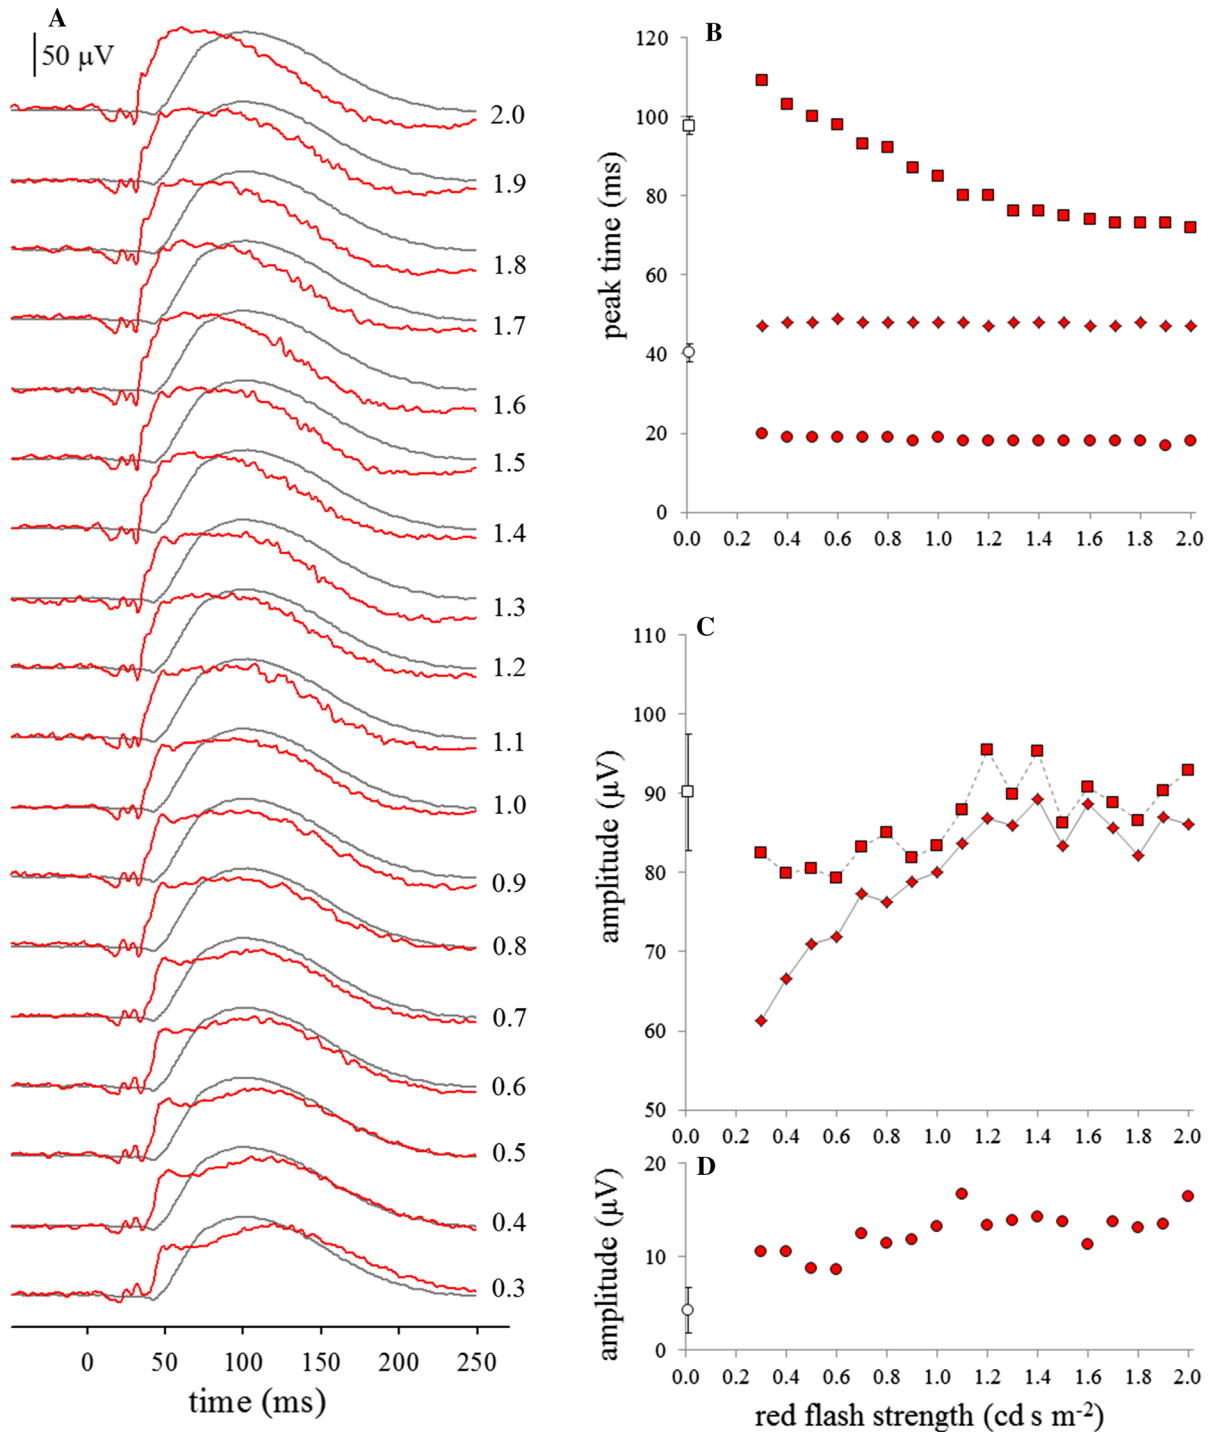 A
50 μV
2.0
1.9
1.8
1.7
1.6
1.5
1.4
1.3
1.2
1.1
1.0
0.9
0.8
0.7
0.6
0.5
0.4
0.3
0 50 100 150 200 250
time (ms)
B
peak time (ms)
120
100
80
60
40
20
0
0.0 0.2 0.4 0.6 0.8 1.0 1.2 1.4 1.6 1.8 2.0
C
amplitude (μV)
110
100
90
80
70
60
50
0.0 0.2 0.4 0.6 0.8 1.0 1.2 1.4 1.6 1.8 2.0
D
amplitude (μV)
20
10
0
0.0 0.2 0.4 0.6 0.8 1.0 1.2 1.4 1.6 1.8 2.0
red flash strength (cd s m-2)